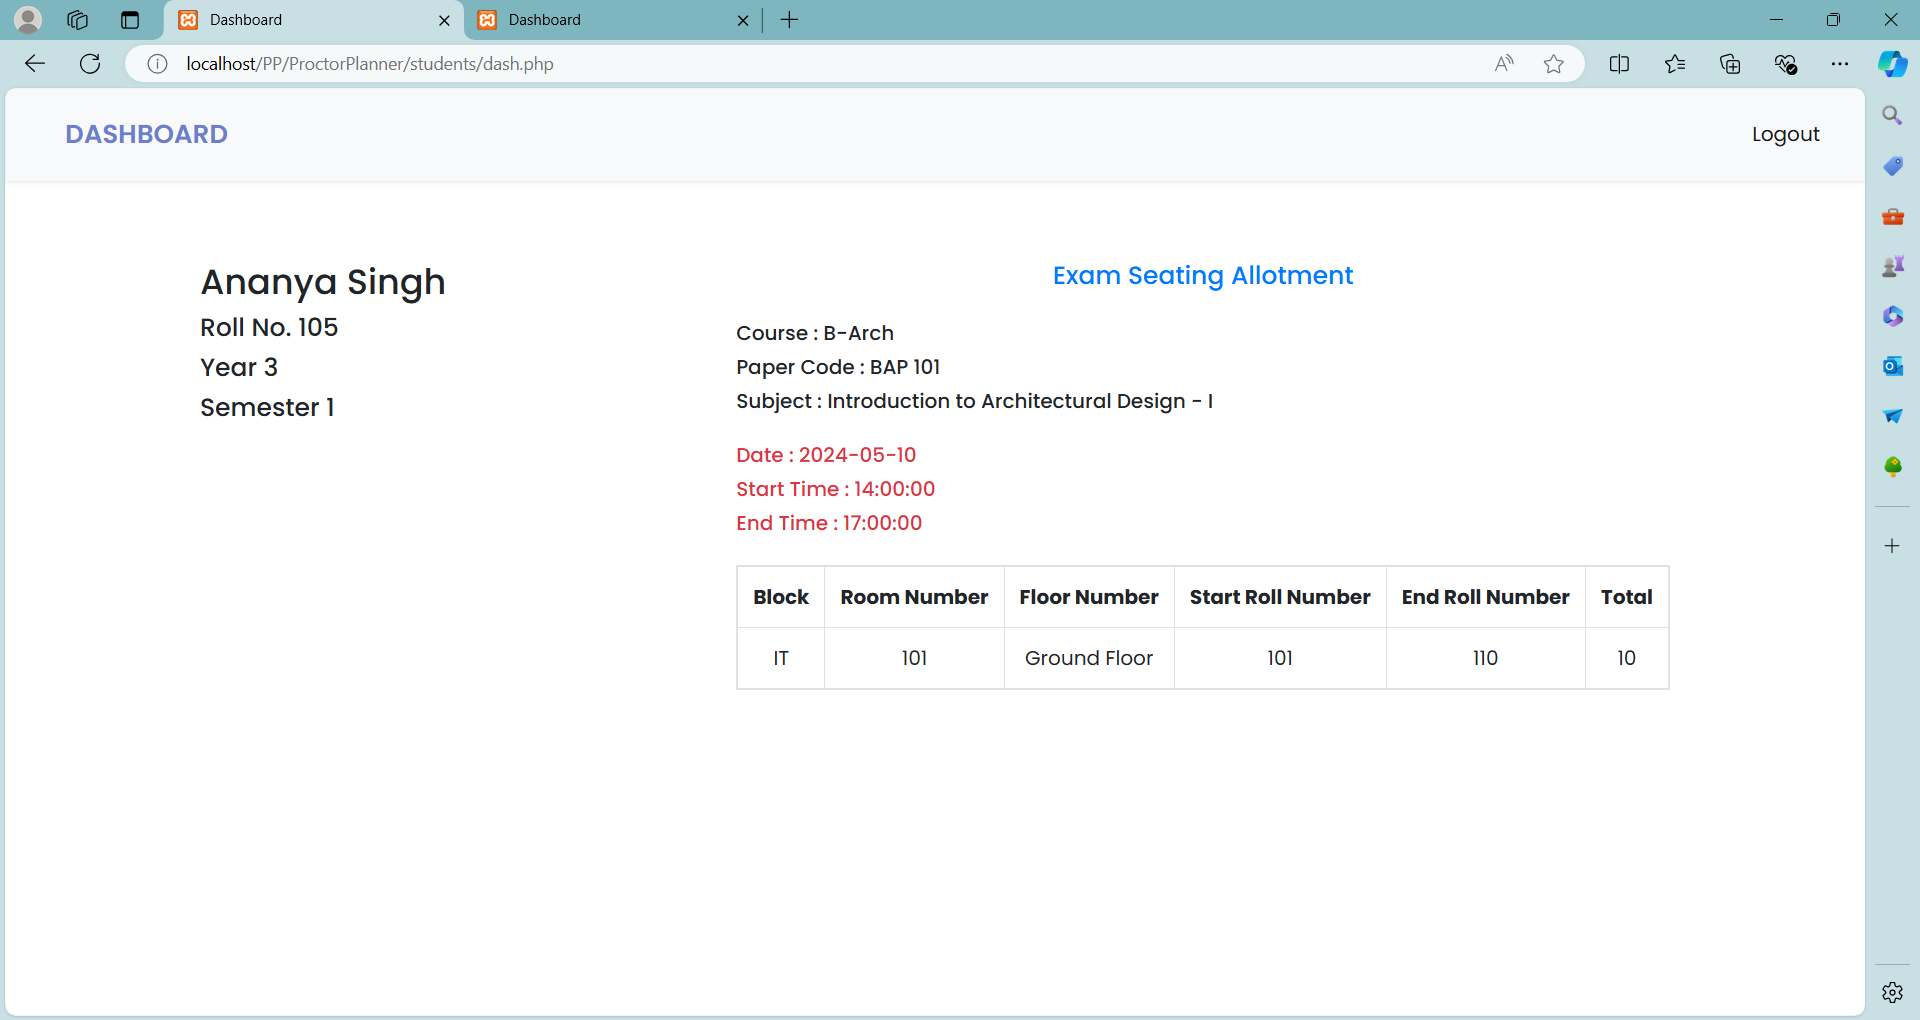 Dashboard
Dashboard
localhost/PP/ProctorPlanner/students/dash.php
DASHBOARD
Logout
Ananya Singh
Roll No. 105
Year 3
Semester 1
Exam Seating Allotment
Course : B-Arch
Paper Code : BAP 101
Subject : Introduction to Architectural Design - I
Date : 2024-05-10
Start Time : 14:00:00
End Time : 17:00:00
Block Room Number Floor Number Start Roll Number End Roll Number Total
IT 101 Ground Floor 101 110 10